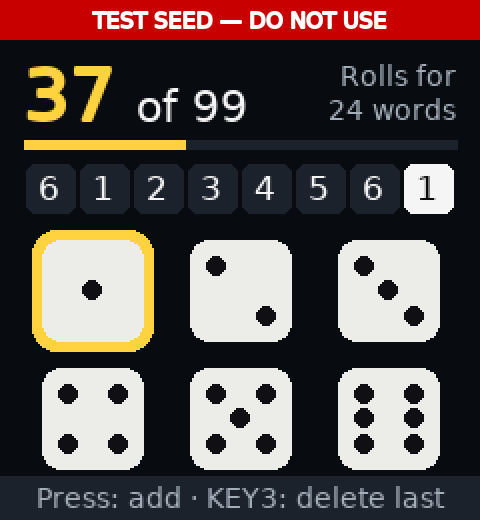 TEST SEED — DO NOT USE
37 of 99
Rolls for
24 words
6 1 2 3 4 5 6 1
Press: add · KEY3: delete last